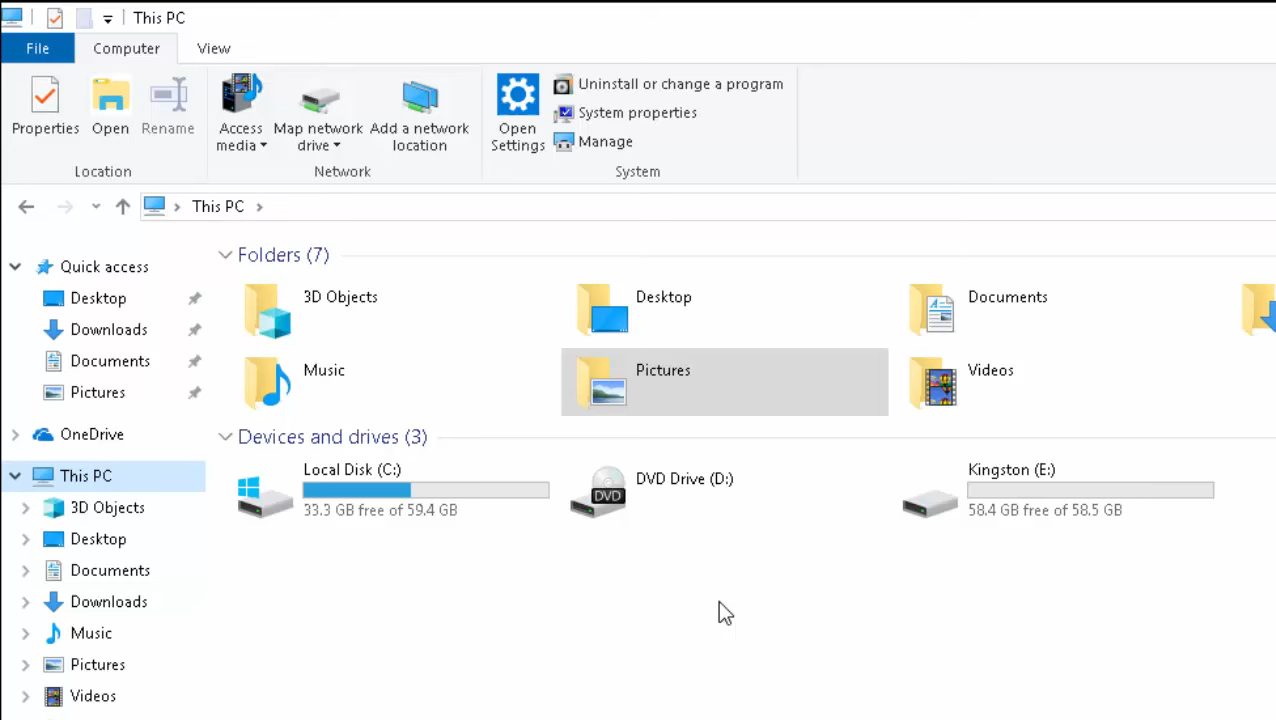 This PC
File Computer View
Properties Open Rename
Access media Map network drive Add a network location
Open Settings
Uninstall or change a program
System properties
Manage
Location Network System
This PC
Quick access
Desktop
Downloads
Documents
Pictures
OneDrive
This PC
3D Objects
Desktop
Documents
Downloads
Music
Pictures
Videos
Folders (7)
3D Objects Desktop Documents
Music Pictures Videos
Devices and drives (3)
Local Disk (C:)
33.3 GB free of 59.4 GB
DVD Drive (D:)
DVD
Kingston (E:)
58.4 GB free of 58.5 GB